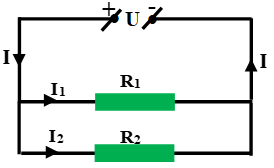 + U -
I I
I1 R1
I2 R2